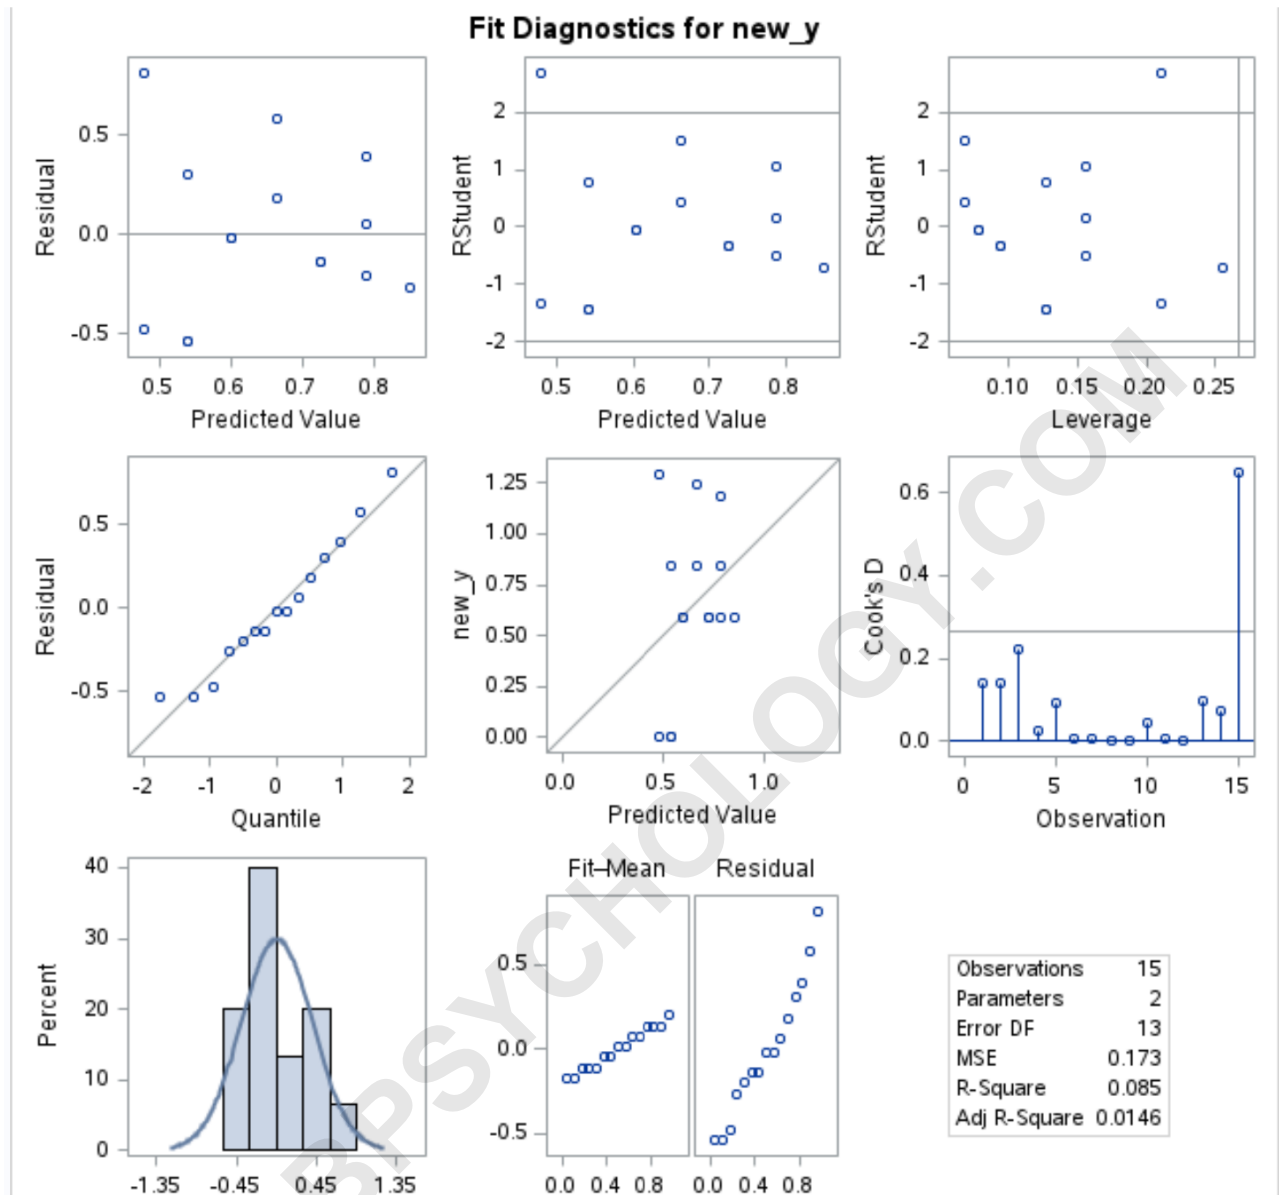 Fit Diagnostics for new_y
Residual
0.5
0.0
-0.5
0.5 0.6 0.7 0.8
Predicted Value
RStudent
2
1
0
-1
-2
0.5 0.6 0.7 0.8
Predicted Value
RStudent
2
1
0
-1
-2
0.10 0.15 0.20 0.25
Leverage
Residual
0.5
0.0
-0.5
-2 -1 0 1 2
Quantile
new_y
1.25
1.00
0.75
0.50
0.25
0.00
0.0 0.5 1.0
Predicted Value
Cook's D
0.6
0.4
0.2
0.0
0 5 10 15
Observation
Percent
40
30
20
10
0
-1.35 -0.45 0.45 1.35
Fit–Mean Residual
0.5
0.0
-0.5
0.0 0.4 0.8 0.0 0.4 0.8
Observations 15
Parameters 2
Error DF 13
MSE 0.173
R-Square 0.085
Adj R-Square 0.0146
BPSYCHOLOGY.COM